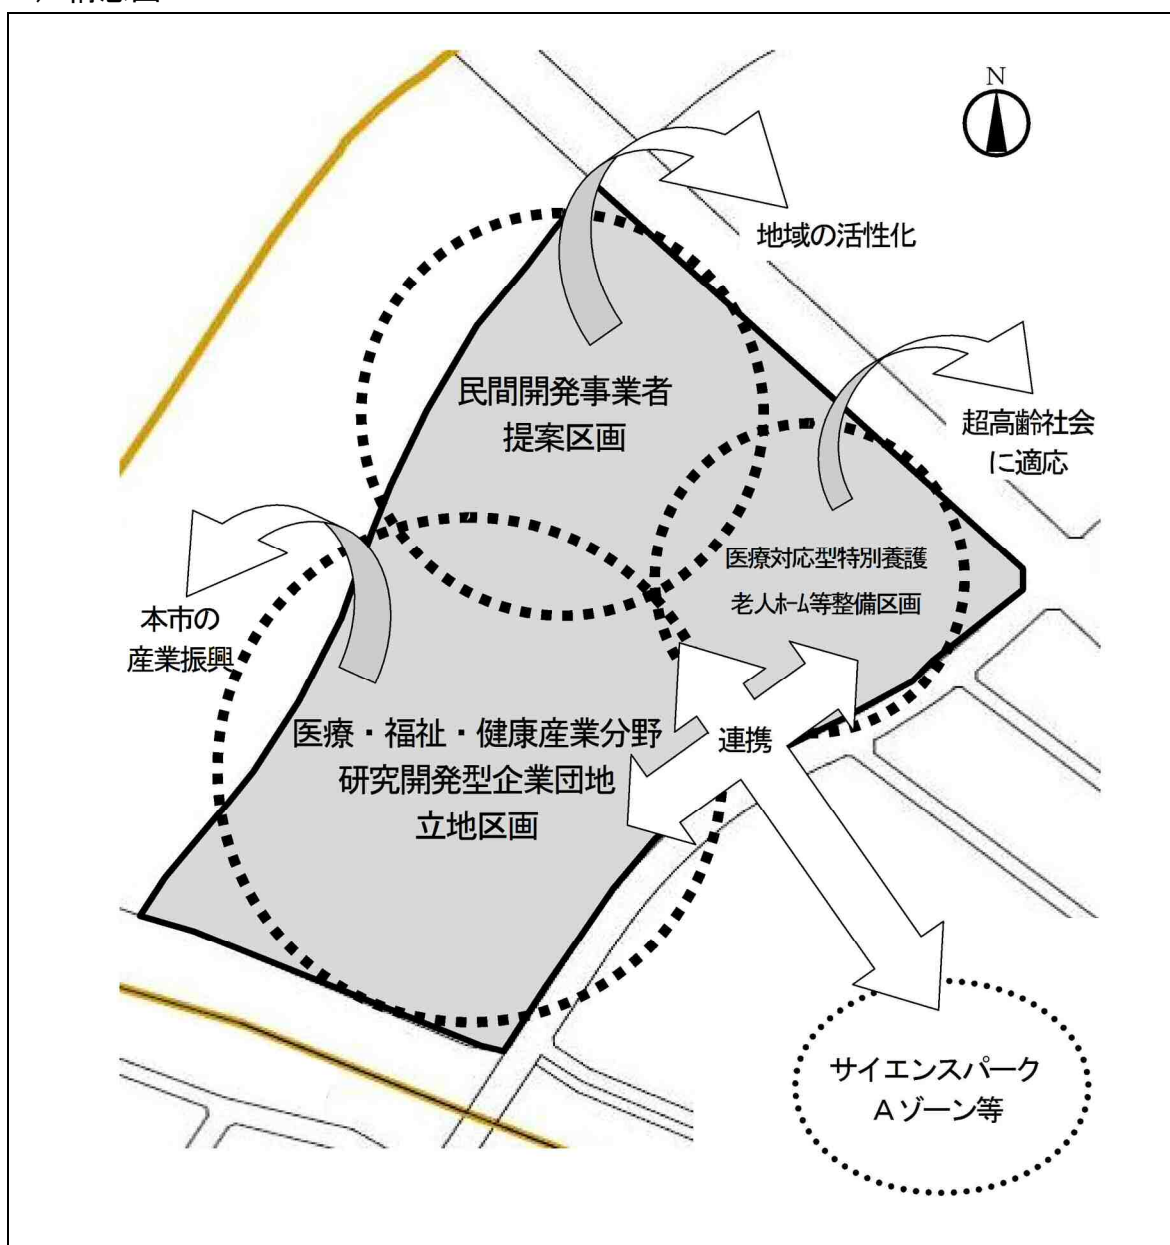 N
地域の活性化
民間開発事業者
提案区画
超高齢社会
に適応
医療対応型特別養護
老人ホーム等整備区画
本市の
産業振興
医療・福祉・健康産業分野
研究開発型企業団地
立地区画
連携
サイエンスパーク
Aゾーン等